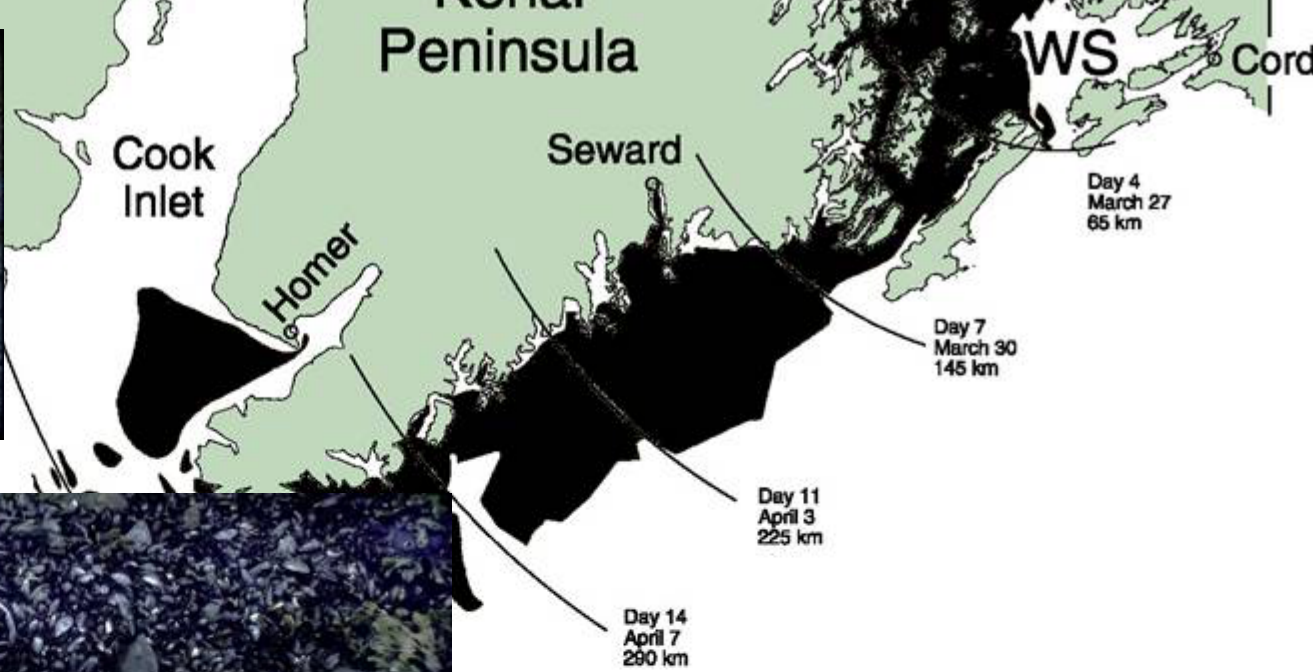 Peninsula
WS
Cord
Cook
Inlet
Seward
Homer
Day 4
March 27
65 km
Day 7
March 30
145 km
Day 11
April 3
225 km
Day 14
April 7
290 km